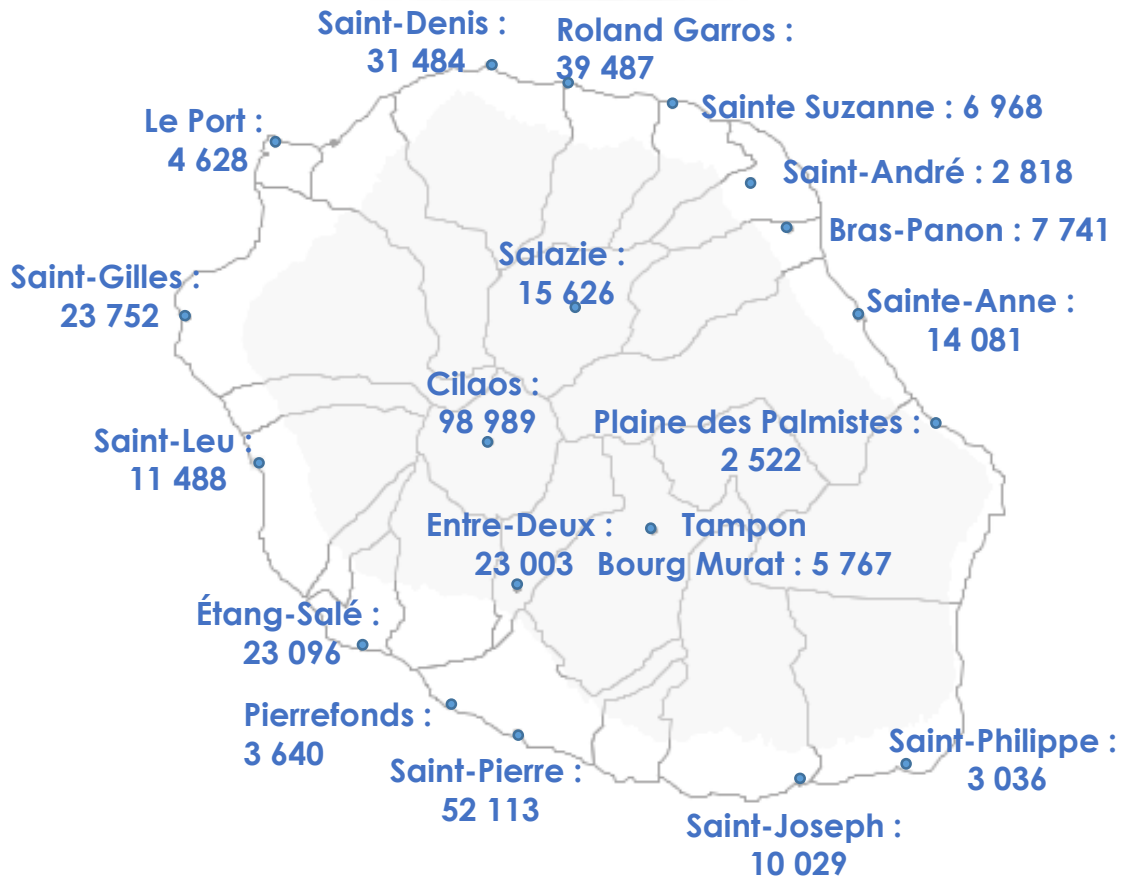 Saint-Denis :
31 484
Roland Garros :
39 487
Sainte Suzanne : 6 968
Le Port :
4 628
Saint-André : 2 818
Bras-Panon : 7 741
Salazie :
15 626
Saint-Gilles :
23 752
Sainte-Anne :
14 081
Cilaos :
98 989
Plaine des Palmistes :
2 522
Saint-Leu :
11 488
Entre-Deux :
23 003
Tampon
Bourg Murat : 5 767
Étang-Salé :
23 096
Pierrefonds :
3 640
Saint-Pierre :
52 113
Saint-Philippe :
3 036
Saint-Joseph :
10 029